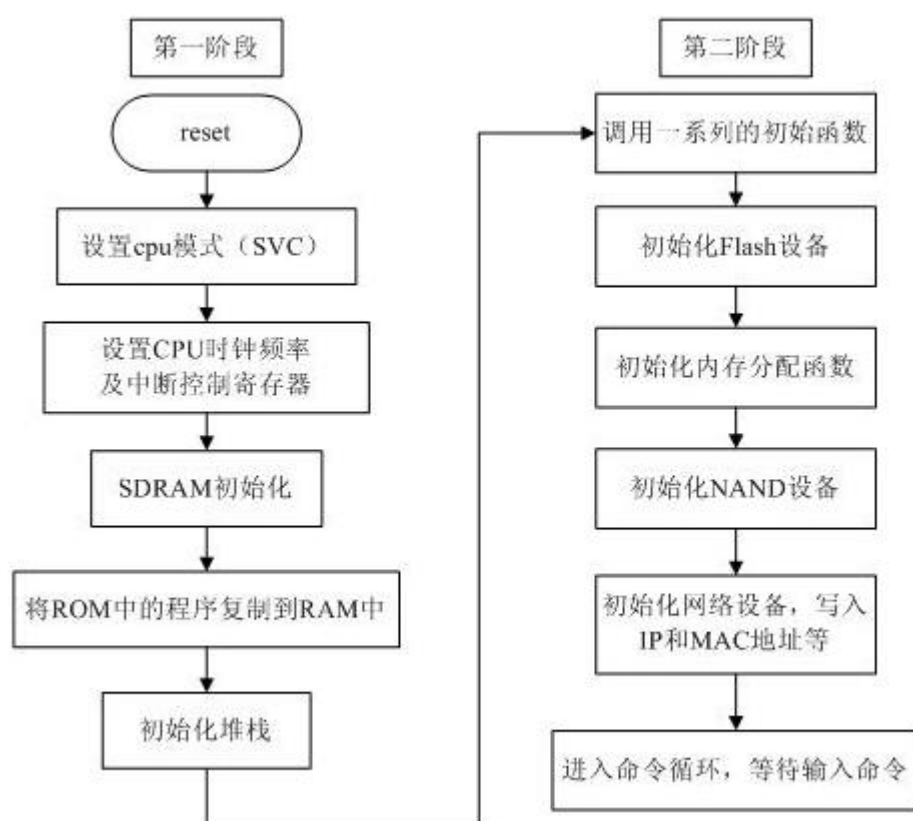 第一阶段
reset
设置cpu模式（SVC）
设置CPU时钟频率
及中断控制寄存器
SDRAM初始化
将ROM中的程序复制到RAM中
初始化堆栈
第二阶段
调用一系列的初始函数
初始化Flash设备
初始化内存分配函数
初始化NAND设备
初始化网络设备，写入
IP和MAC地址等
进入命令循环，等待输入命令